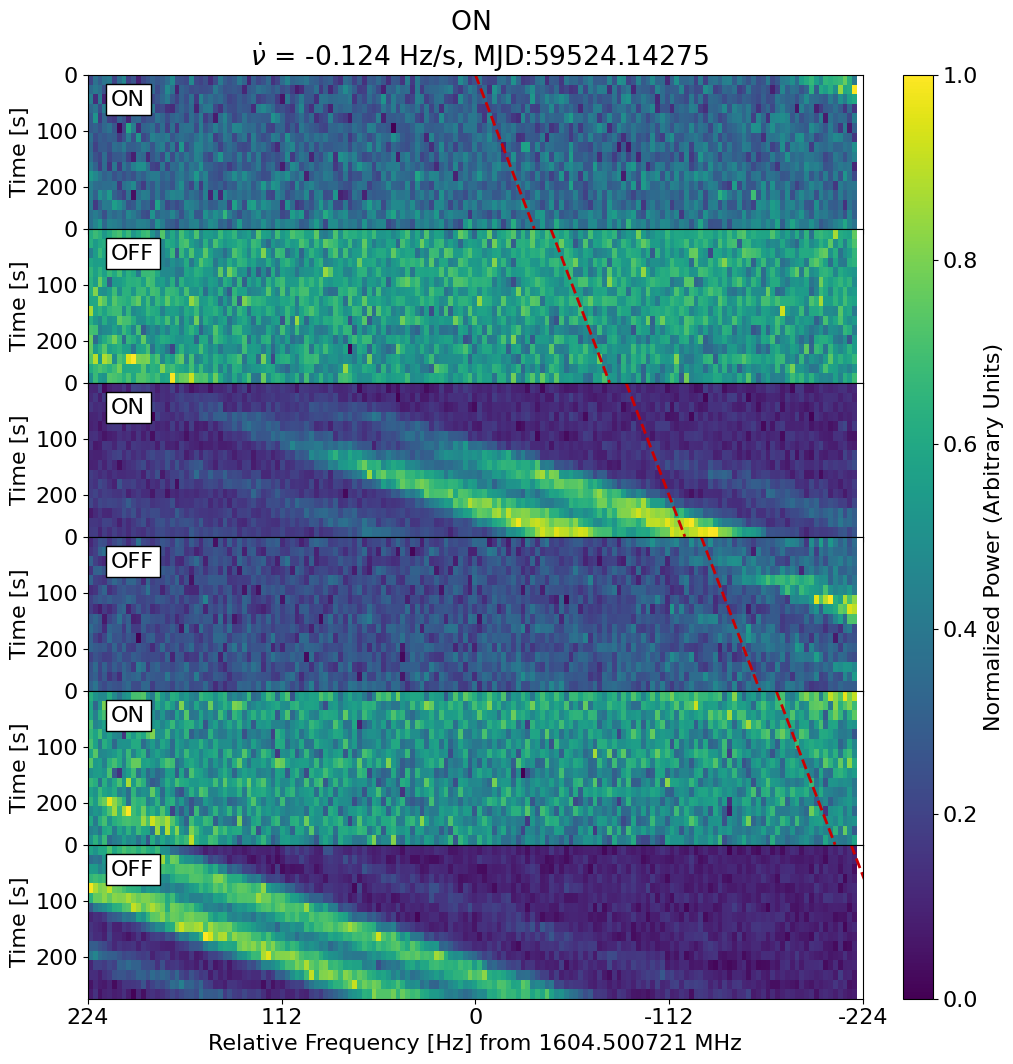 ON
ν̇ = -0.124 Hz/s, MJD:59524.14275
0
100
200
Time [s]
ON
0
100
200
Time [s]
OFF
0
100
200
Time [s]
ON
0
100
200
Time [s]
OFF
0
100
200
Time [s]
ON
0
100
200
Time [s]
OFF
224 112 0 -112 -224
Relative Frequency [Hz] from 1604.500721 MHz
1.0
0.8
0.6
0.4
0.2
0.0
Normalized Power (Arbitrary Units)